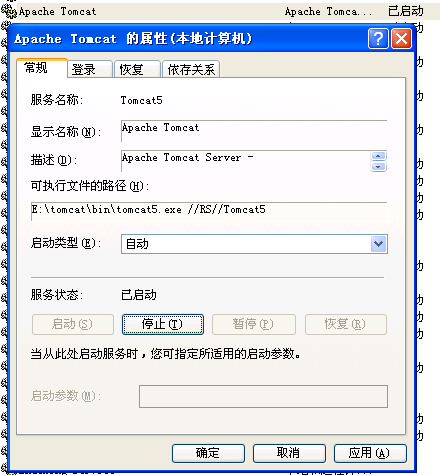 Apache Tomcat Apache Tomca... 已启动
Apache Tomcat 的属性(本地计算机)
常规 登录 恢复 依存关系
服务名称: Tomcat5
显示名称(N): Apache Tomcat
描述(D): Apache Tomcat Server -
可执行文件的路径(H):
E:\tomcat\bin\tomcat5.exe //RS//Tomcat5
启动类型(E): 自动
服务状态: 已启动
启动(S) 停止(T) 暂停(P) 恢复(R)
当从此处启动服务时，您可指定所适用的启动参数。
启动参数(M):
确定 取消 应用(A)